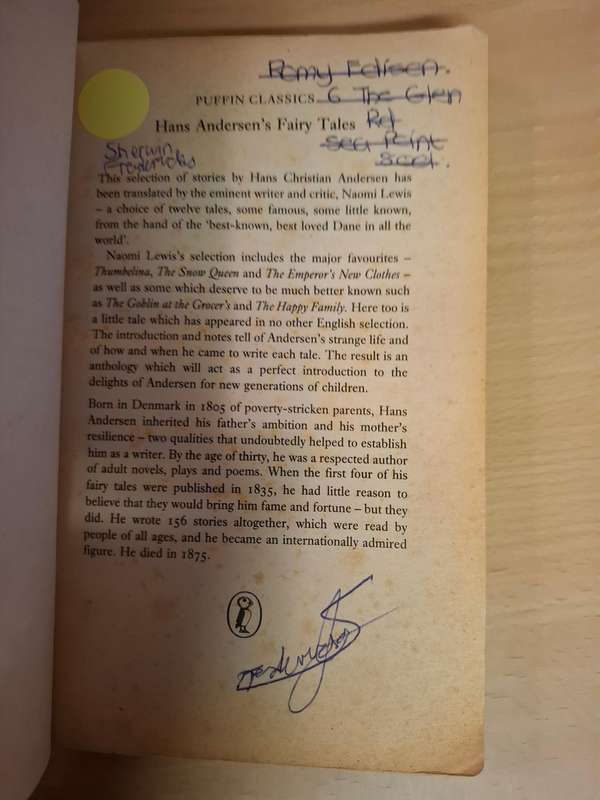 Romy Felisen.
PUFFIN CLASSICS 6 The Glen
Hans Andersen's Fairy Tales Ret
Sea Point
Scot.
Sherwin
Fredericks
This selection of stories by Hans Christian Andersen has
been translated by the eminent writer and critic, Naomi Lewis
– a choice of twelve tales, some famous, some little known,
from the hand of the 'best-known, best loved Dane in all the
world'.
Naomi Lewis's selection includes the major favourites –
Thumbelina, The Snow Queen and The Emperor's New Clothes –
as well as some which deserve to be much better known such
as The Goblin at the Grocer's and The Happy Family. Here too is
a little tale which has appeared in no other English selection.
The introduction and notes tell of Andersen's strange life and
of how and when he came to write each tale. The result is an
anthology which will act as a perfect introduction to the
delights of Andersen for new generations of children.
Born in Denmark in 1805 of poverty-stricken parents, Hans
Andersen inherited his father's ambition and his mother's
resilience – two qualities that undoubtedly helped to establish
him as a writer. By the age of thirty, he was a respected author
of adult novels, plays and poems. When the first four of his
fairy tales were published in 1835, he had little reason to
believe that they would bring him fame and fortune – but they
did. He wrote 156 stories altogether, which were read by
people of all ages, and he became an internationally admired
figure. He died in 1875.